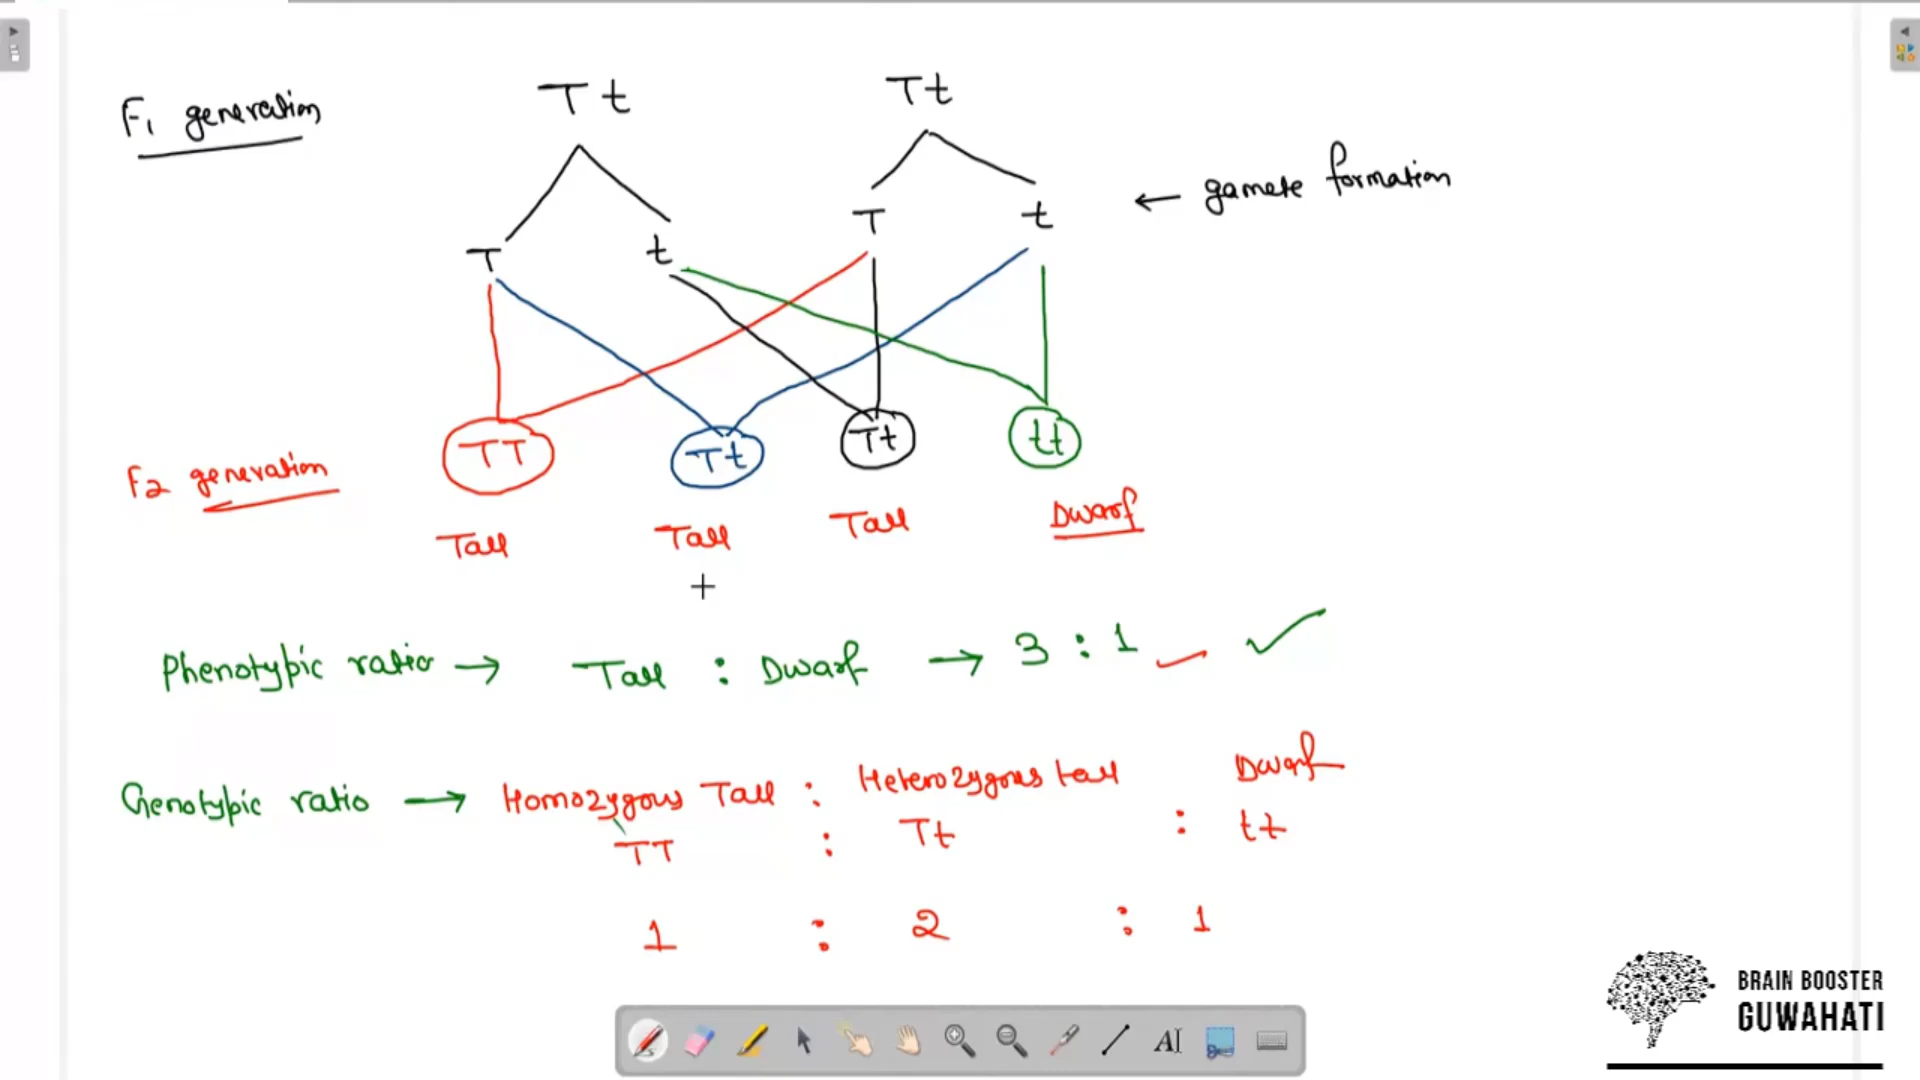 F1 generation
Tt Tt
← gamete formation
T t T t
F2 generation
TT Tt Tt tt
Tall Tall Tall Dwarf
Phenotypic ratio → Tall : Dwarf → 3 : 1
Genotypic ratio → Homozygous Tall : Heterozygous tall Dwarf
TT : Tt : tt
1 : 2 : 1
BRAIN BOOSTER
GUWAHATI
AI